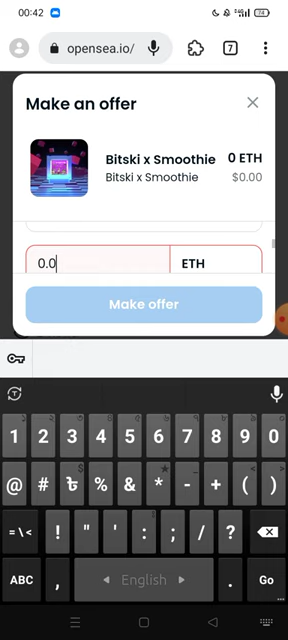 00:42
74
opensea.io/
7
Make an offer
Bitski x Smoothie 0 ETH
Bitski x Smoothie $0.00
0.0 ETH
Make offer
1 2 3 4 5 6 7 8 9 0
@ # ৳ % & * - + ( )
=\< ! " ' : ; / ?
ABC , English . Go